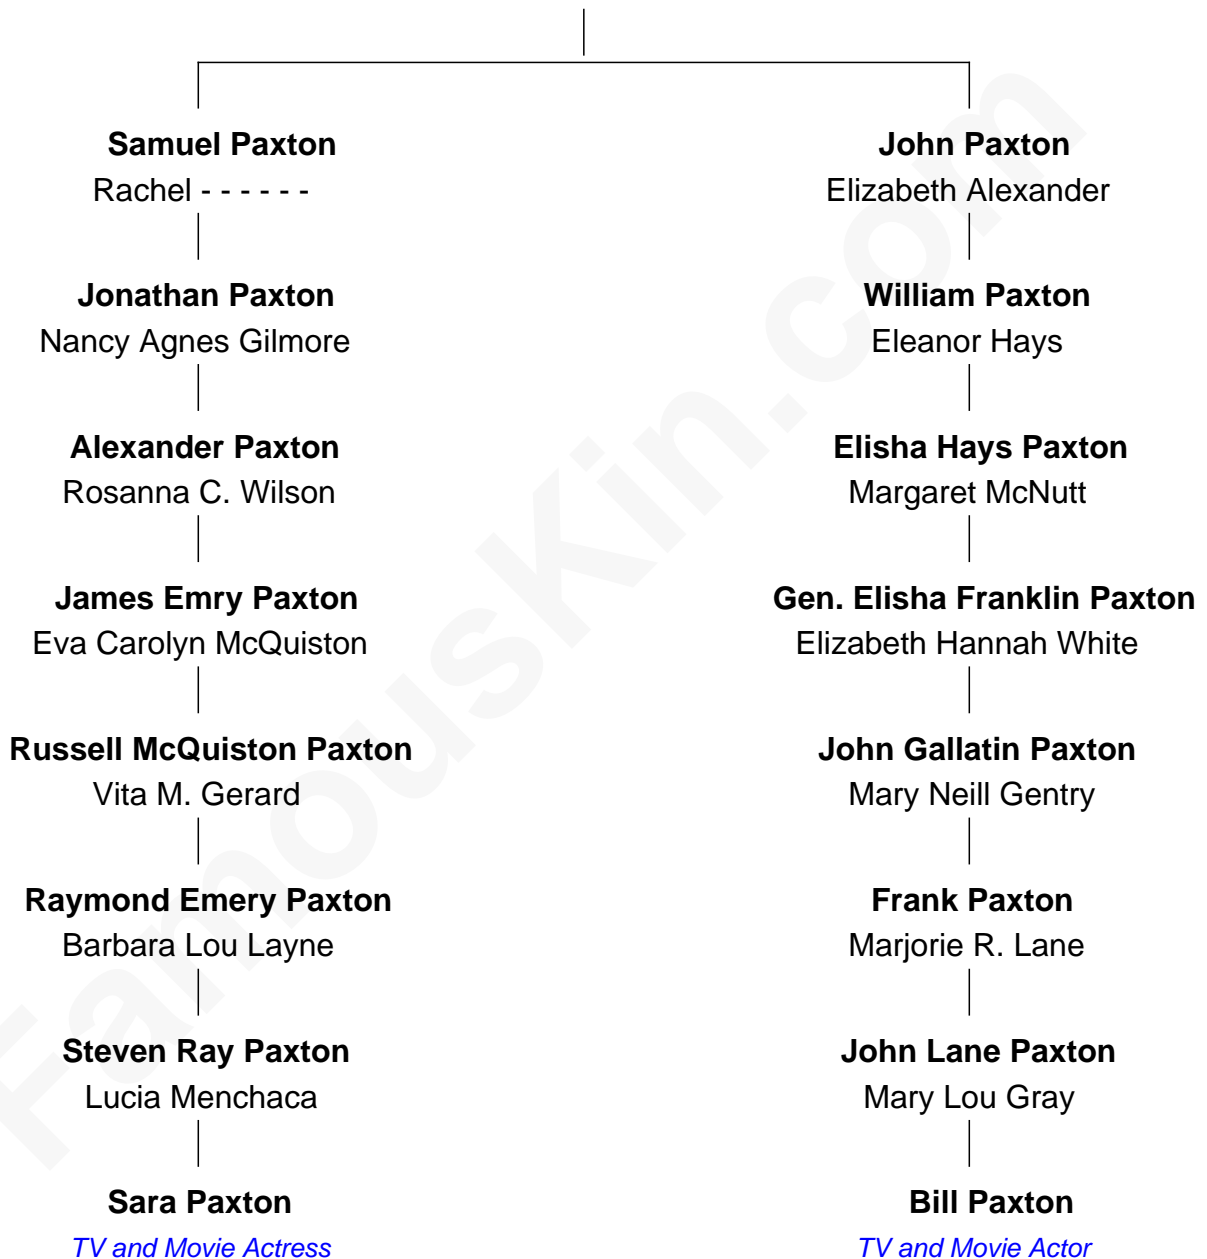 Samuel Paxton
Rachel - - - - - -
John Paxton
Elizabeth Alexander
Jonathan Paxton
Nancy Agnes Gilmore
William Paxton
Eleanor Hays
Alexander Paxton
Rosanna C. Wilson
Elisha Hays Paxton
Margaret McNutt
James Emry Paxton
Eva Carolyn McQuiston
Gen. Elisha Franklin Paxton
Elizabeth Hannah White
Russell McQuiston Paxton
Vita M. Gerard
John Gallatin Paxton
Mary Neill Gentry
Raymond Emery Paxton
Barbara Lou Layne
Frank Paxton
Marjorie R. Lane
Steven Ray Paxton
Lucia Menchaca
John Lane Paxton
Mary Lou Gray
Sara Paxton
TV and Movie Actress
Bill Paxton
TV and Movie Actor
FamousKin.com